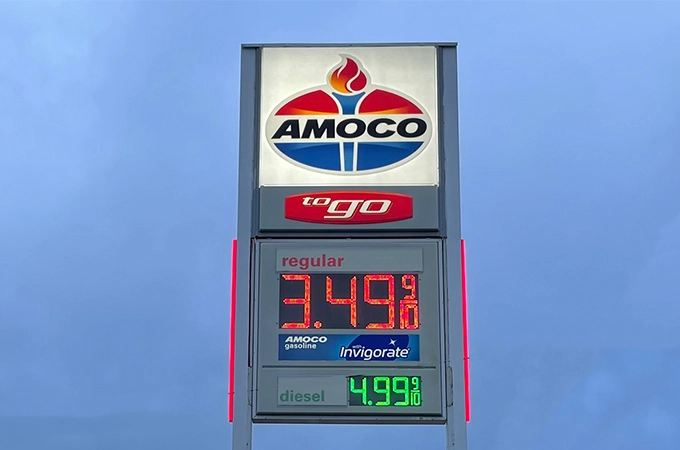 AMOCO
to go
regular
3.49 9/10
AMOCO
gasoline
with Invigorate
diesel
4.99 9/10